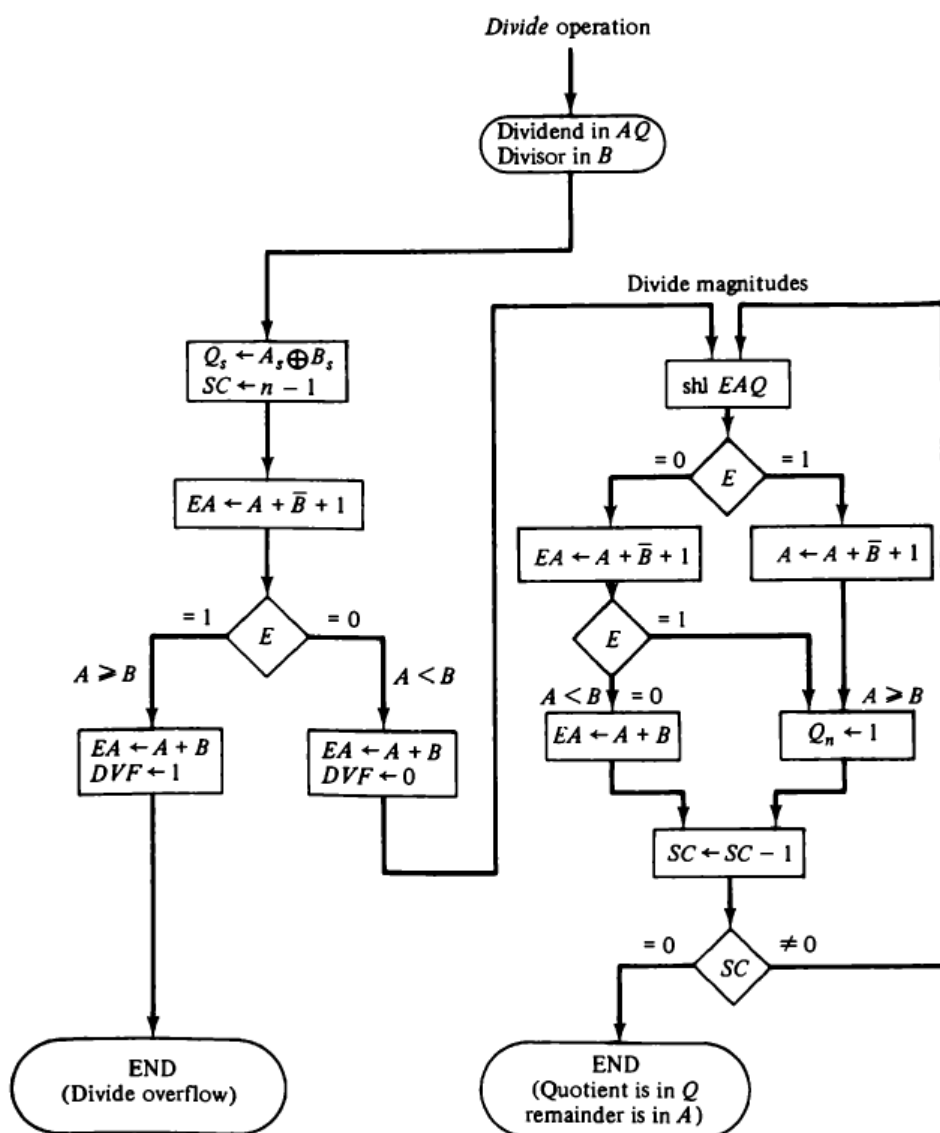 Divide operation
Dividend in AQ
Divisor in B
Qₛ ← Aₛ ⊕ Bₛ
SC ← n − 1
EA ← A + B̅ + 1
= 1
E
= 0
A ⩾ B
A < B
EA ← A + B
DVF ← 1
EA ← A + B
DVF ← 0
END
(Divide overflow)
Divide magnitudes
shl EAQ
= 0
E
= 1
EA ← A + B̅ + 1
A ← A + B̅ + 1
E
= 1
A < B
= 0
A ⩾ B
EA ← A + B
Qₙ ← 1
SC ← SC − 1
= 0
SC
≠ 0
END
(Quotient is in Q
remainder is in A)